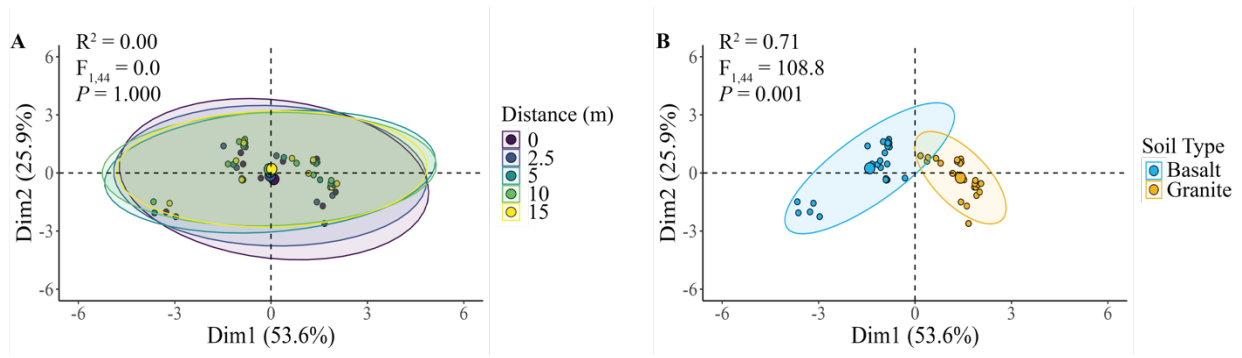 A
R² = 0.00
F1,44 = 0.0
P = 1.000
6
3
0
-3
-6
Dim2 (25.9%)
-6
-3
0
3
6
Dim1 (53.6%)
Distance (m)
0
2.5
5
10
15
B
R² = 0.71
F1,44 = 108.8
P = 0.001
6
3
0
-3
-6
Dim2 (25.9%)
-6
-3
0
3
6
Dim1 (53.6%)
Soil Type
Basalt
Granite